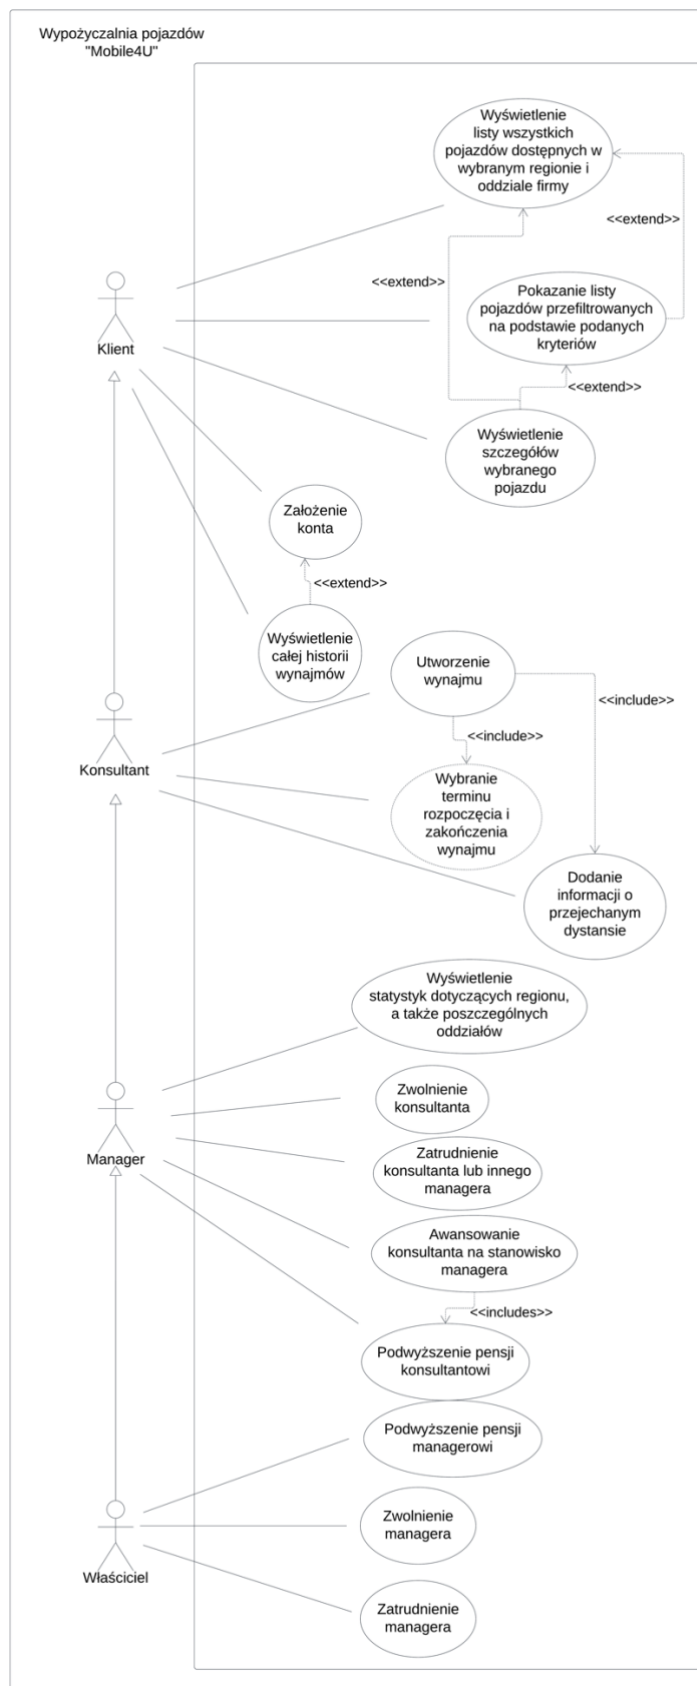 Wypożyczalnia pojazdów
"Mobile4U"
Wyświetlenie
listy wszystkich
pojazdów dostępnych w
wybranym regionie i
oddziale firmy
<<extend>>
<<extend>>
Pokazanie listy
pojazdów przefiltrowanych
na podstawie podanych
kryteriów
Klient
<<extend>>
Wyświetlenie
szczegółów
wybranego
pojazdu
Założenie
konta
<<extend>>
Wyświetlenie
całej historii
wynajmów
Utworzenie
wynajmu
<<include>>
<<include>>
Konsultant
Wybranie
terminu
rozpoczęcia i
zakończenia
wynajmu
Dodanie
informacji o
przejechanym
dystansie
Wyświetlenie
statystyk dotyczących regionu,
a także poszczególnych
oddziałów
Zwolnienie
konsultanta
Manager
Zatrudnienie
konsultanta lub innego
managera
Awansowanie
konsultanta na stanowisko
managera
<<includes>>
Podwyższenie pensji
konsultantowi
Podwyższenie pensji
managerowi
Zwolnienie
managera
Właściciel
Zatrudnienie
managera